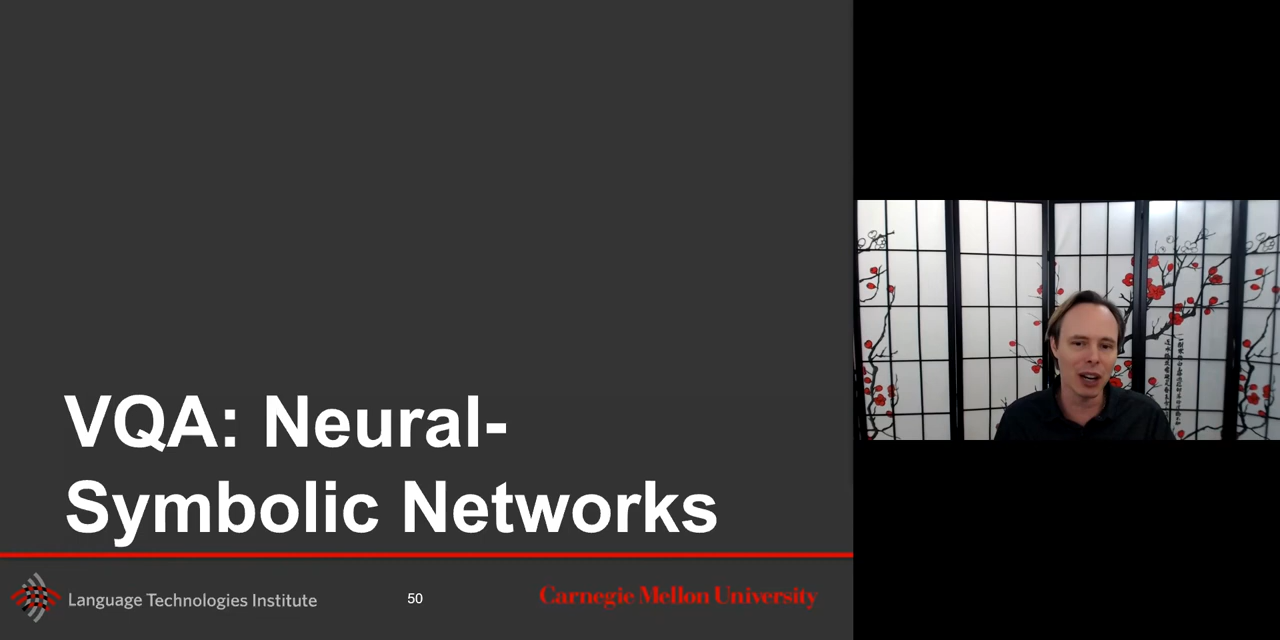 VQA: Neural-
Symbolic Networks
Language Technologies Institute
50
Carnegie Mellon University